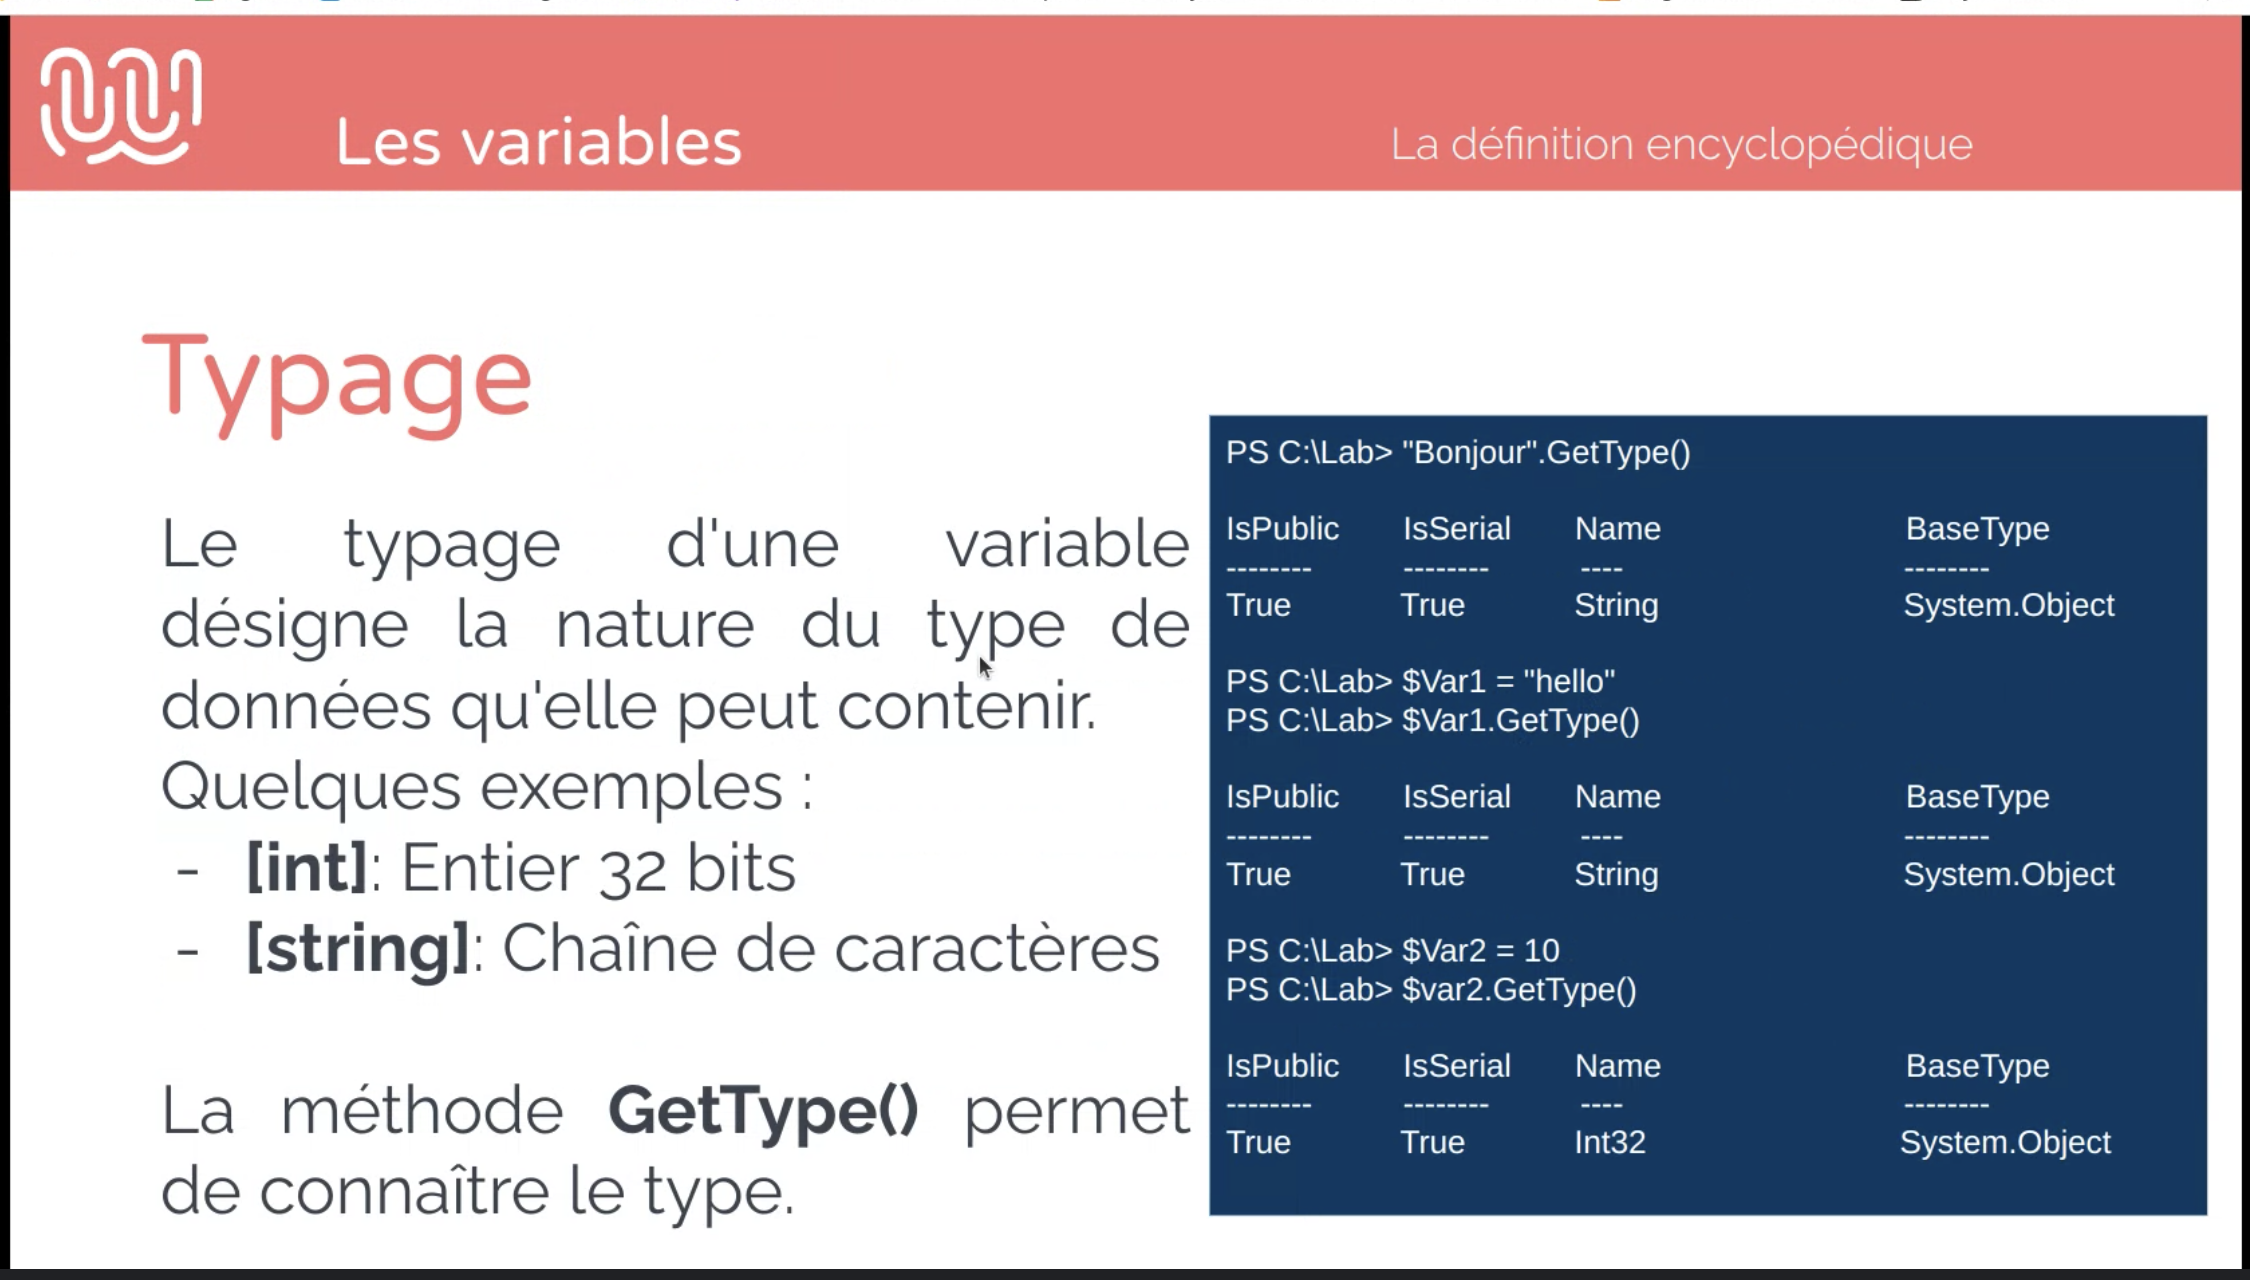 Les variables
La définition encyclopédique
Typage
Le typage d'une variable
désigne la nature du type de
données qu'elle peut contenir.
Quelques exemples :
- [int]: Entier 32 bits
- [string]: Chaîne de caractères
La méthode GetType() permet
de connaître le type.
PS C:\Lab> "Bonjour".GetType()
IsPublic IsSerial Name BaseType
-------- -------- ---- --------
True True String System.Object
PS C:\Lab> $Var1 = "hello"
PS C:\Lab> $Var1.GetType()
IsPublic IsSerial Name BaseType
-------- -------- ---- --------
True True String System.Object
PS C:\Lab> $Var2 = 10
PS C:\Lab> $var2.GetType()
IsPublic IsSerial Name BaseType
-------- -------- ---- --------
True True Int32 System.Object